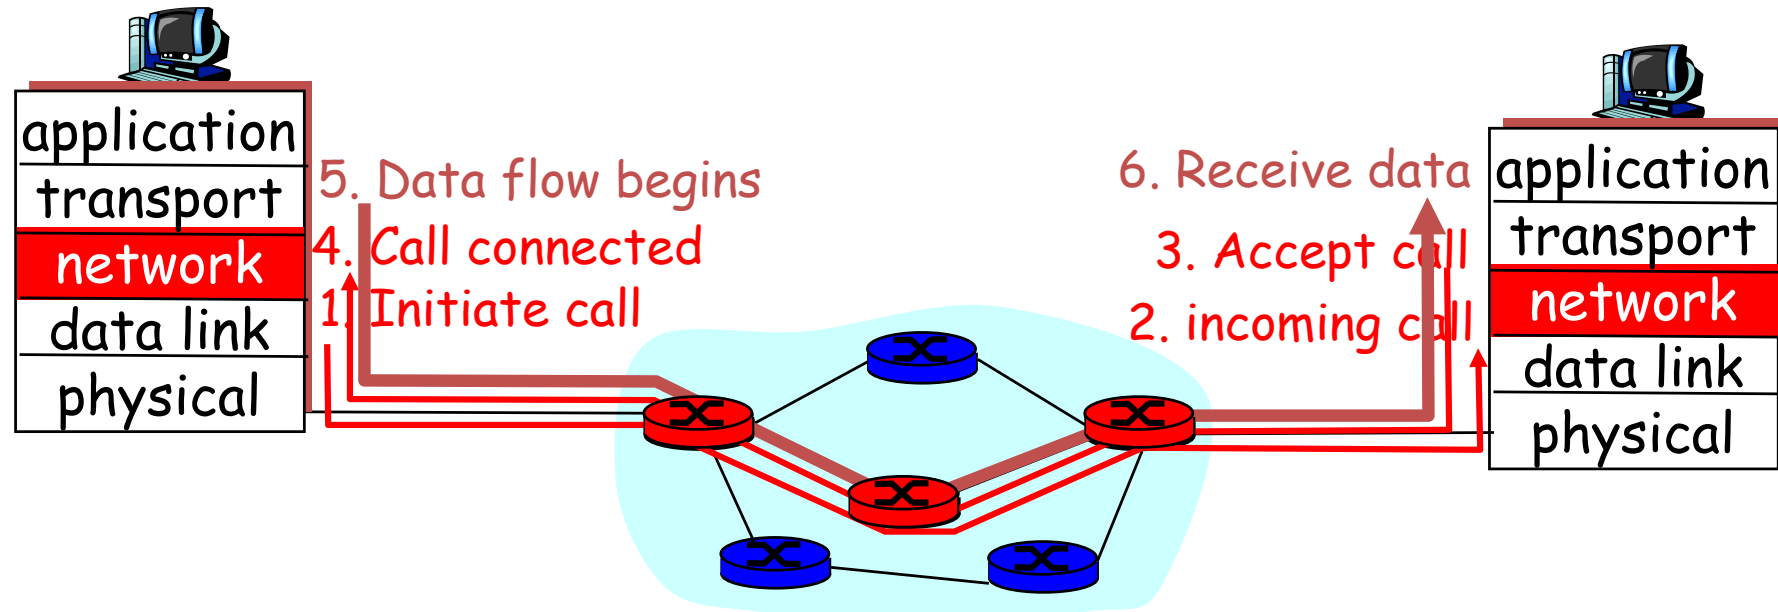 application
transport
network
data link
physical
5. Data flow begins
4. Call connected
1. Initiate call
6. Receive data
3. Accept call
2. incoming call
application
transport
network
data link
physical